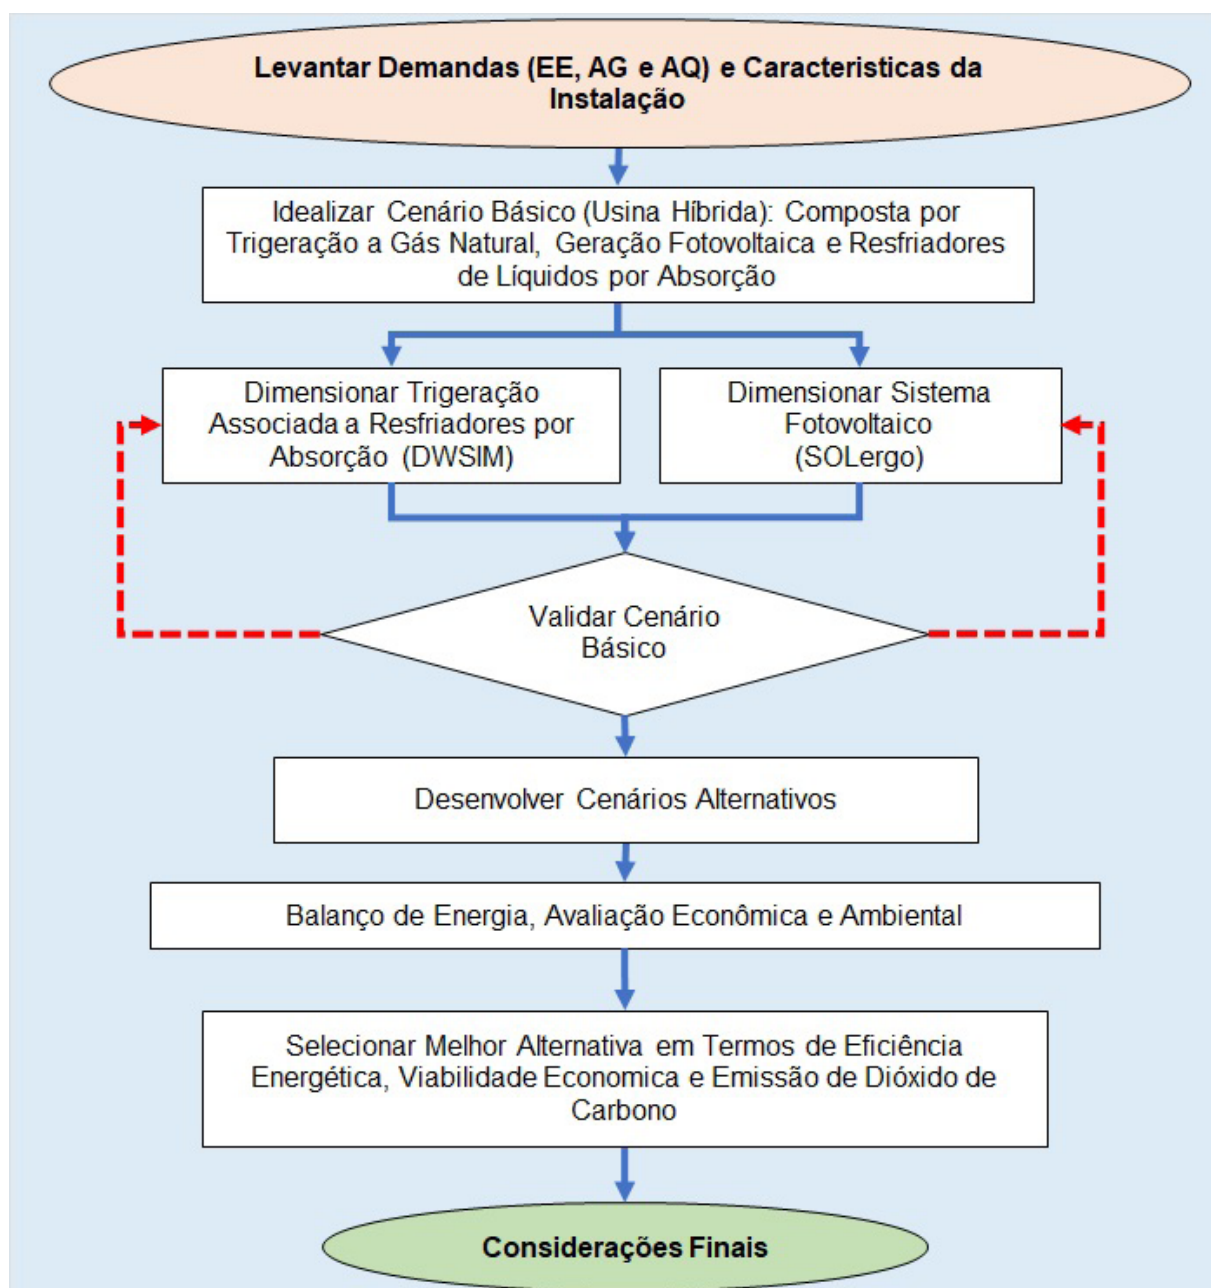 Levantar Demandas (EE, AG e AQ) e Caracteristicas da
Instalação
Idealizar Cenário Básico (Usina Híbrida): Composta por
Trigeração a Gás Natural, Geração Fotovoltaica e Resfriadores
de Líquidos por Absorção
Dimensionar Trigeração
Associada a Resfriadores por
Absorção (DWSIM)
Dimensionar Sistema
Fotovoltaico
(SOLergo)
Validar Cenário
Básico
Desenvolver Cenários Alternativos
Balanço de Energia, Avaliação Econômica e Ambiental
Selecionar Melhor Alternativa em Termos de Eficiência
Energética, Viabilidade Economica e Emissão de Dióxido de
Carbono
Considerações Finais